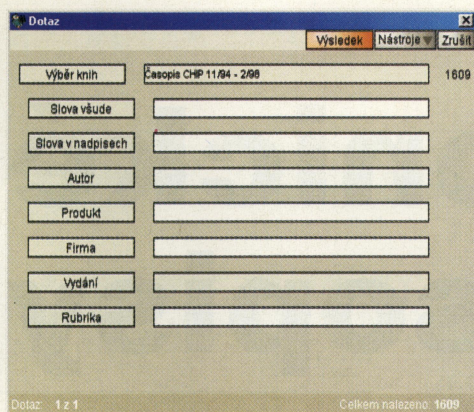 Dotaz
Výsledek Nástroje Zrušit
Výběr knih Časopis CHIP 11/94 - 2/98 1609
Slova všude
Slova v nadpisech
Autor
Produkt
Firma
Vydání
Rubrika
Dotaz: 1 z 1 Celkem nalezeno: 1609